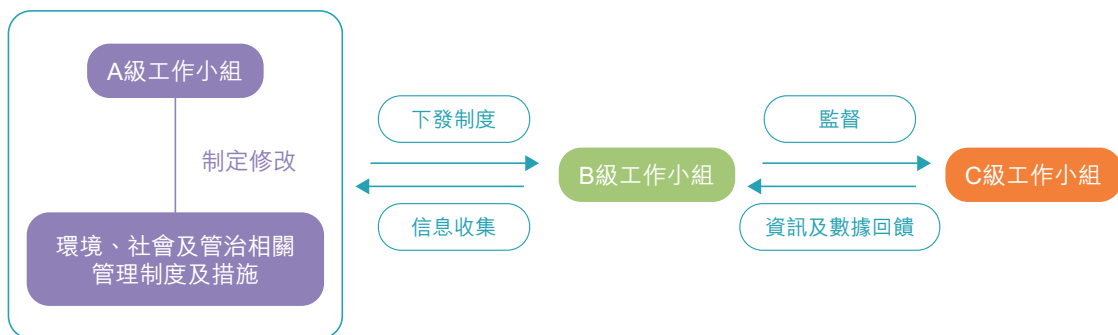 A級工作小組
制定修改
環境、社會及管治相關
管理制度及措施
下發制度
信息收集
B級工作小組
監督
資訊及數據回饋
C級工作小組